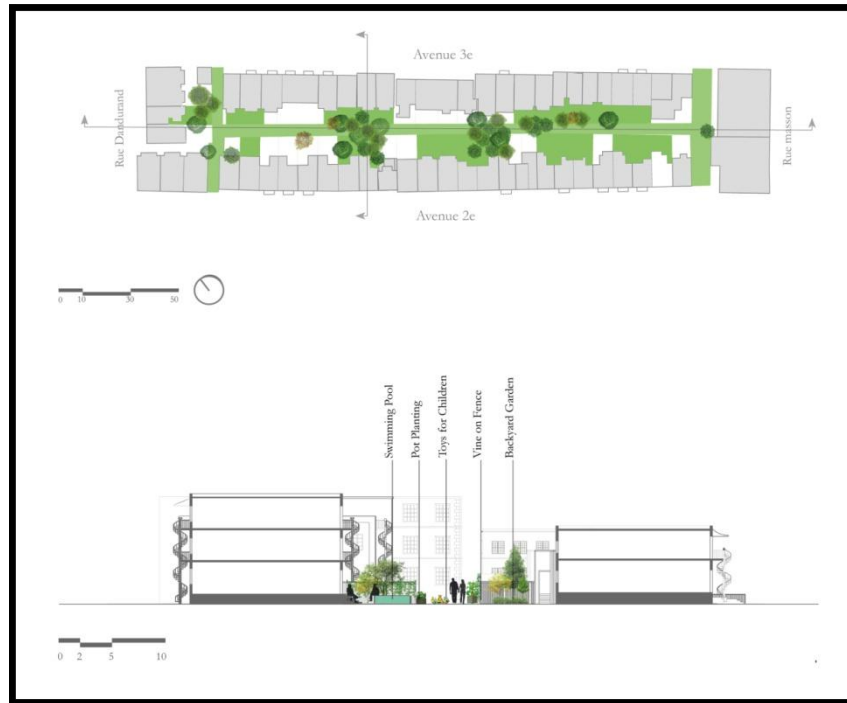 Avenue 3e
Rue Dandurand
Rue masson
Avenue 2e
0 10 30 50
Swimming Pool
Pot Planting
Toys for Children
Vine on Fence
Backyard Garden
0 2 5 10